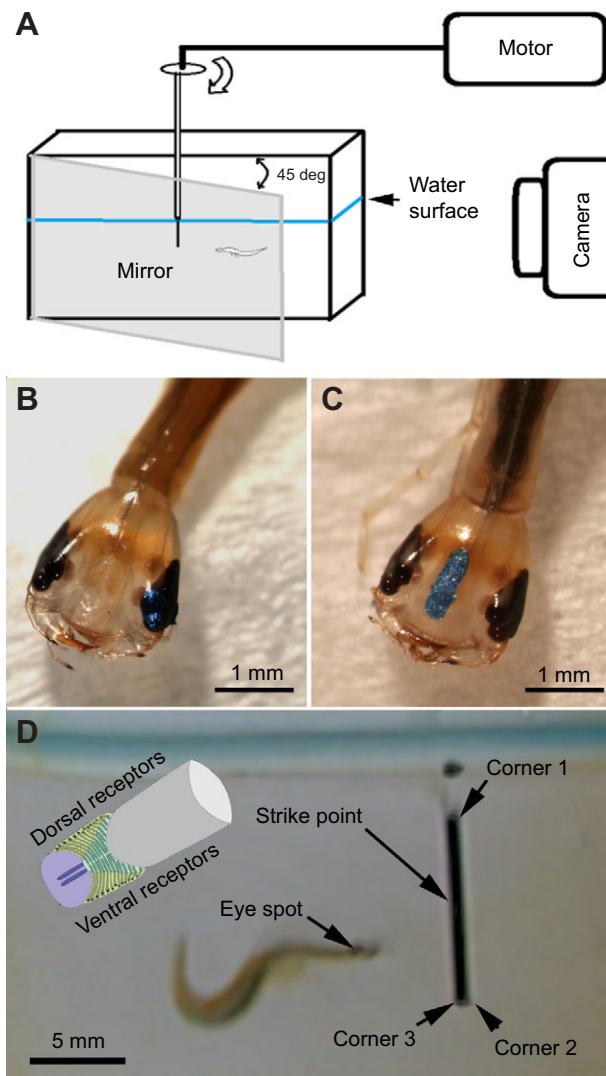 A
Motor
45 deg
Water
surface
Camera
Mirror
B
C
1 mm
1 mm
D
Dorsal receptors
Corner 1
Strike point
Ventral receptors
Eye spot
Corner 3
Corner 2
5 mm